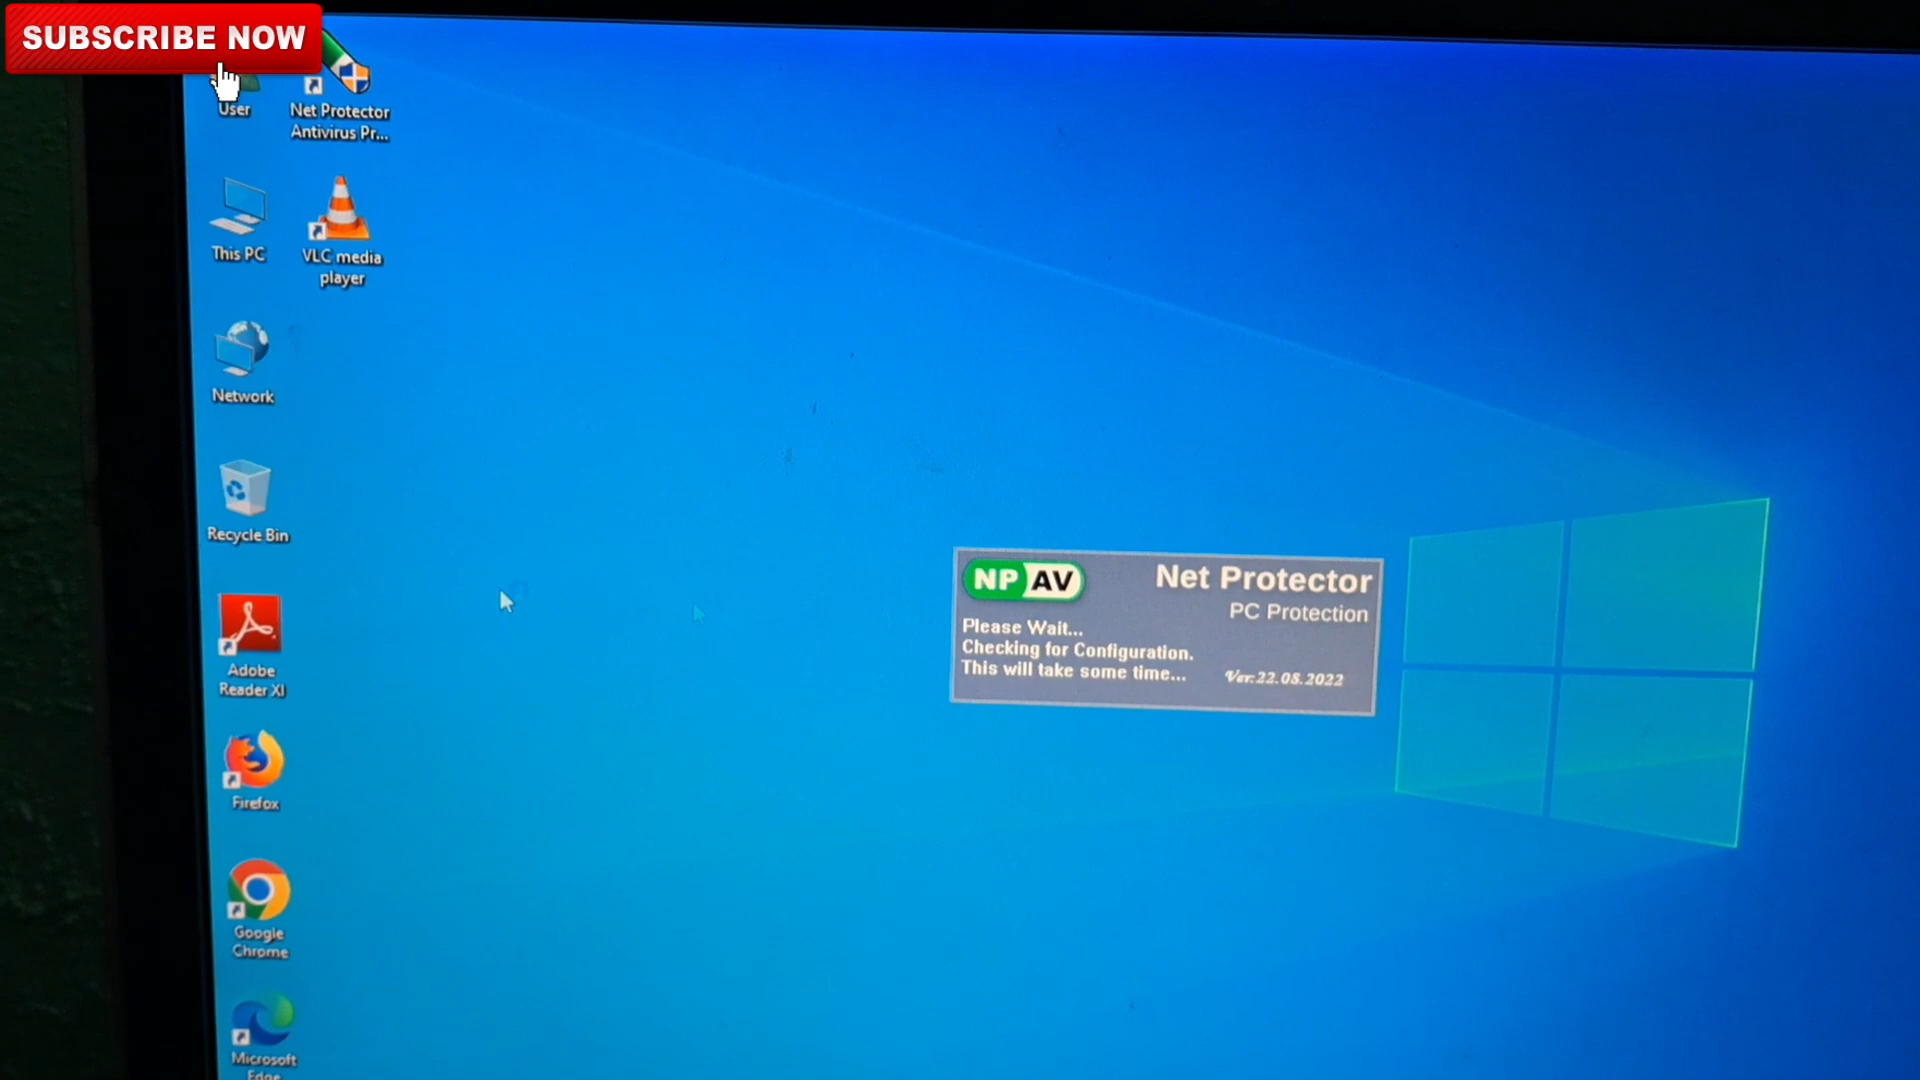 SUBSCRIBE NOW
User
Net Protector
Antivirus Pr...
This PC
VLC media
player
Network
Recycle Bin
Adobe
Reader XI
Firefox
Google
Chrome
Microsoft
Edge
NPAV
Net Protector
PC Protection
Please Wait...
Checking for Configuration.
This will take some time...
Ver:22.08.2022